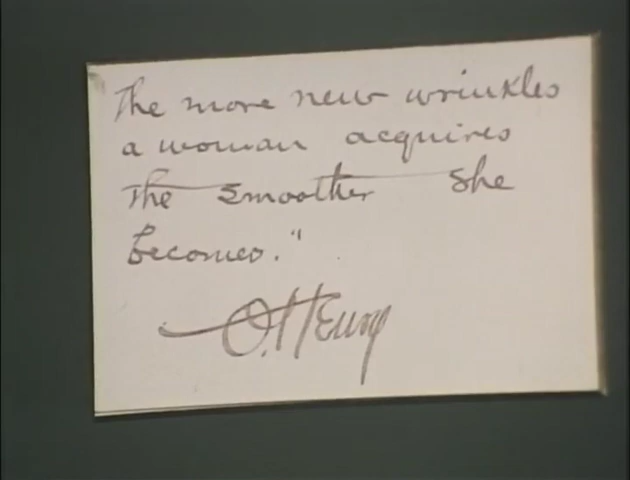 The more new wrinkles
a woman acquires
The smoother she
becomes."
O. Henry